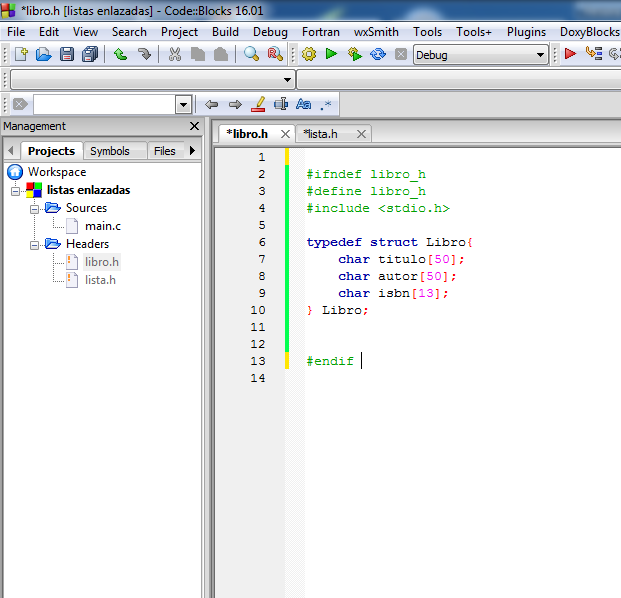 *libro.h [listas enlazadas] - Code::Blocks 16.01
File Edit View Search Project Build Debug Fortran wxSmith Tools Tools+ Plugins DoxyBlocks
Debug
Aa .*
Management
Projects Symbols Files
*libro.h *lista.h
Workspace
listas enlazadas
Sources
main.c
Headers
libro.h
lista.h
1
2 #ifndef libro_h
3 #define libro_h
4 #include <stdio.h>
5
6 typedef struct Libro{
7 char titulo[50];
8 char autor[50];
9 char isbn[13];
10 } Libro;
11
12
13 #endif
14